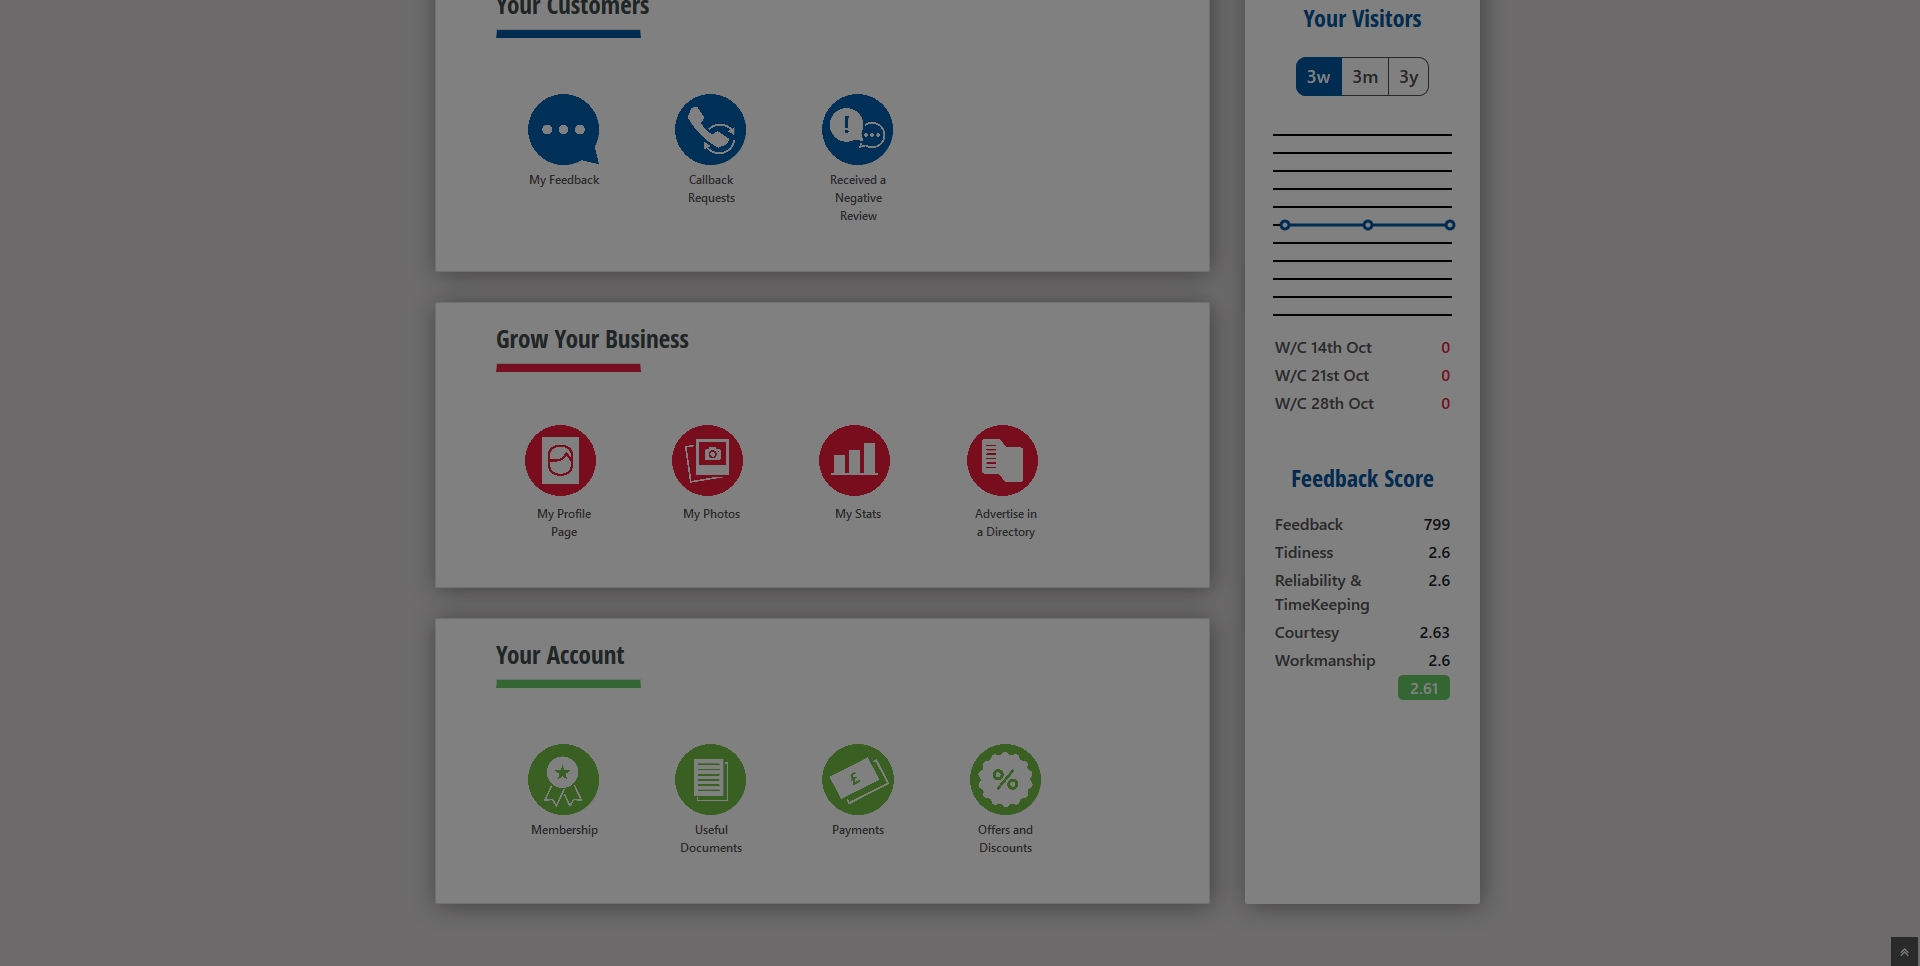 Your Customers
My Feedback
Callback
Requests
Received a
Negative
Review
Grow Your Business
My Profile
Page
My Photos
My Stats
Advertise in
a Directory
Your Account
Membership
Useful
Documents
Payments
Offers and
Discounts
Your Visitors
3w 3m 3y
W/C 14th Oct 0
W/C 21st Oct 0
W/C 28th Oct 0
Feedback Score
Feedback 799
Tidiness 2.6
Reliability & 2.6
TimeKeeping
Courtesy 2.63
Workmanship 2.6
2.61